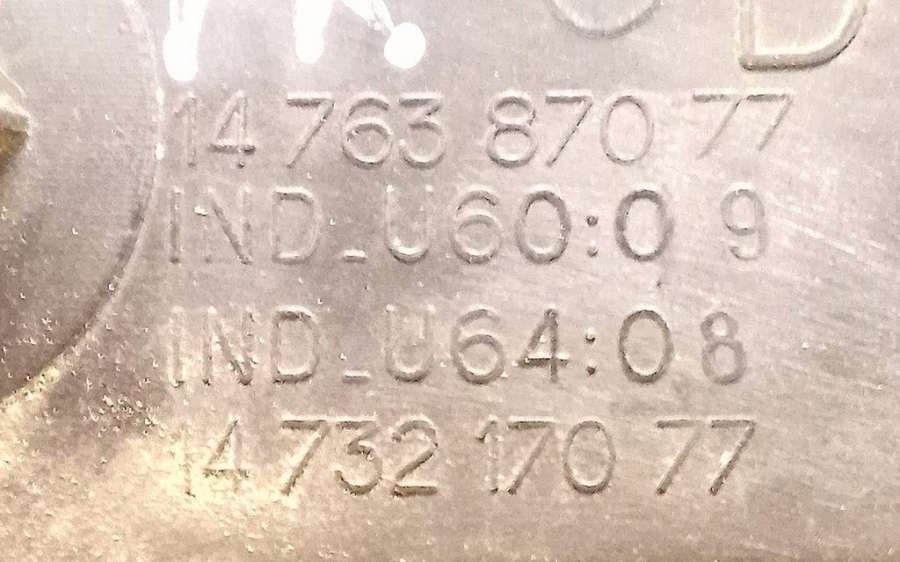 14 763 870 77
IND_U60:0 9
IND_U64:08
14 732 170 77